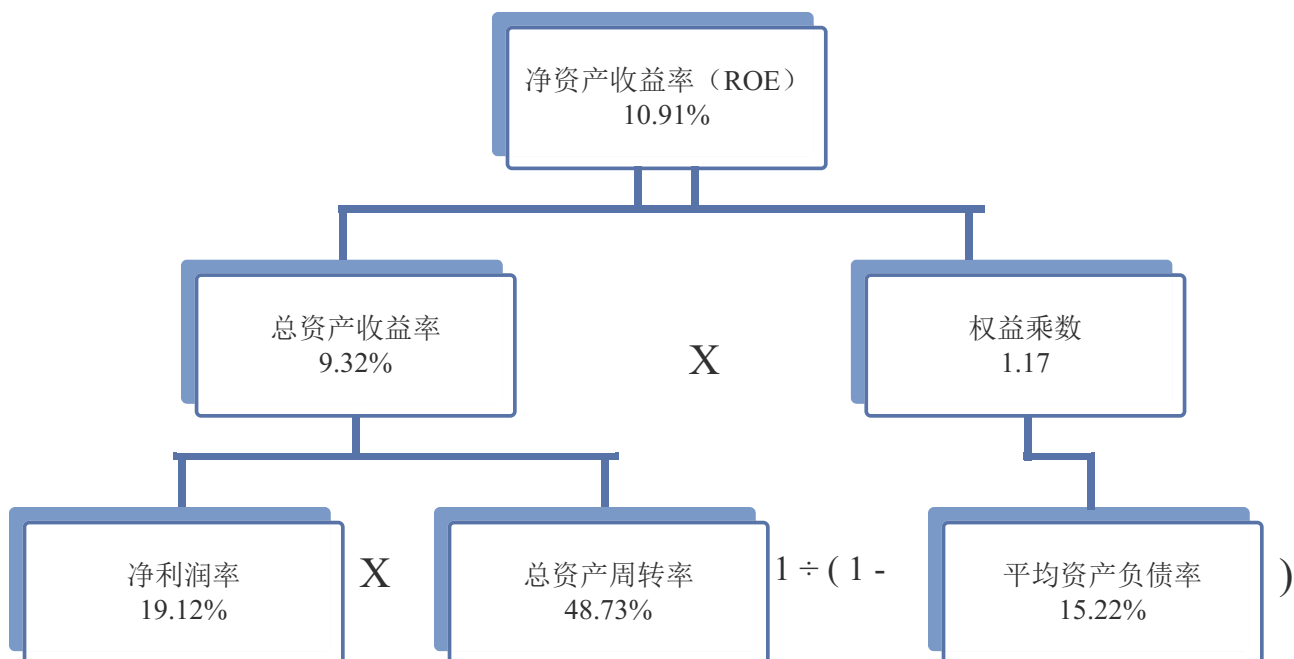 净资产收益率（ROE）
10.91%
总资产收益率
9.32%
X
权益乘数
1.17
净利润率
19.12%
X
总资产周转率
48.73%
1 ÷ ( 1 -
平均资产负债率
15.22%
)